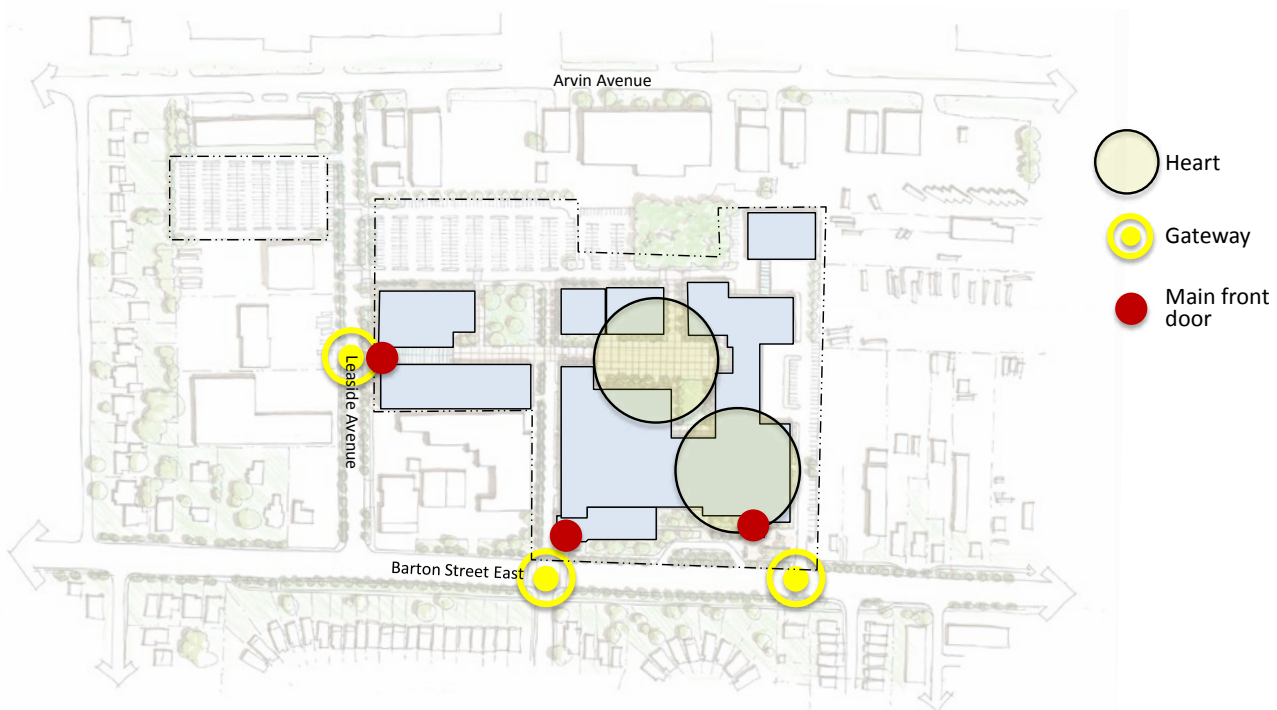 Arvin Avenue
Heart
Gateway
Main front
door
Leaside Avenue
Barton Street East